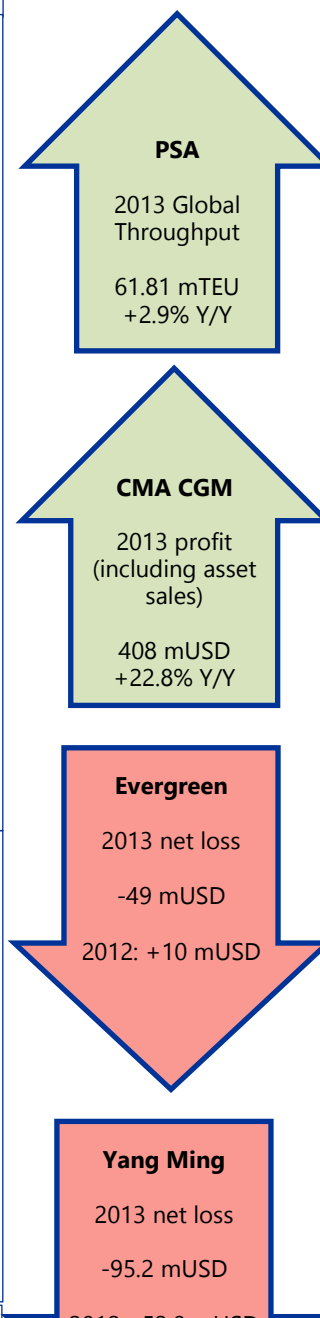 PSA
2013 Global
Throughput
61.81 mTEU
+2.9% Y/Y
CMA CGM
2013 profit
(including asset
sales)
408 mUSD
+22.8% Y/Y
Evergreen
2013 net loss
-49 mUSD
2012: +10 mUSD
Yang Ming
2013 net loss
-95.2 mUSD